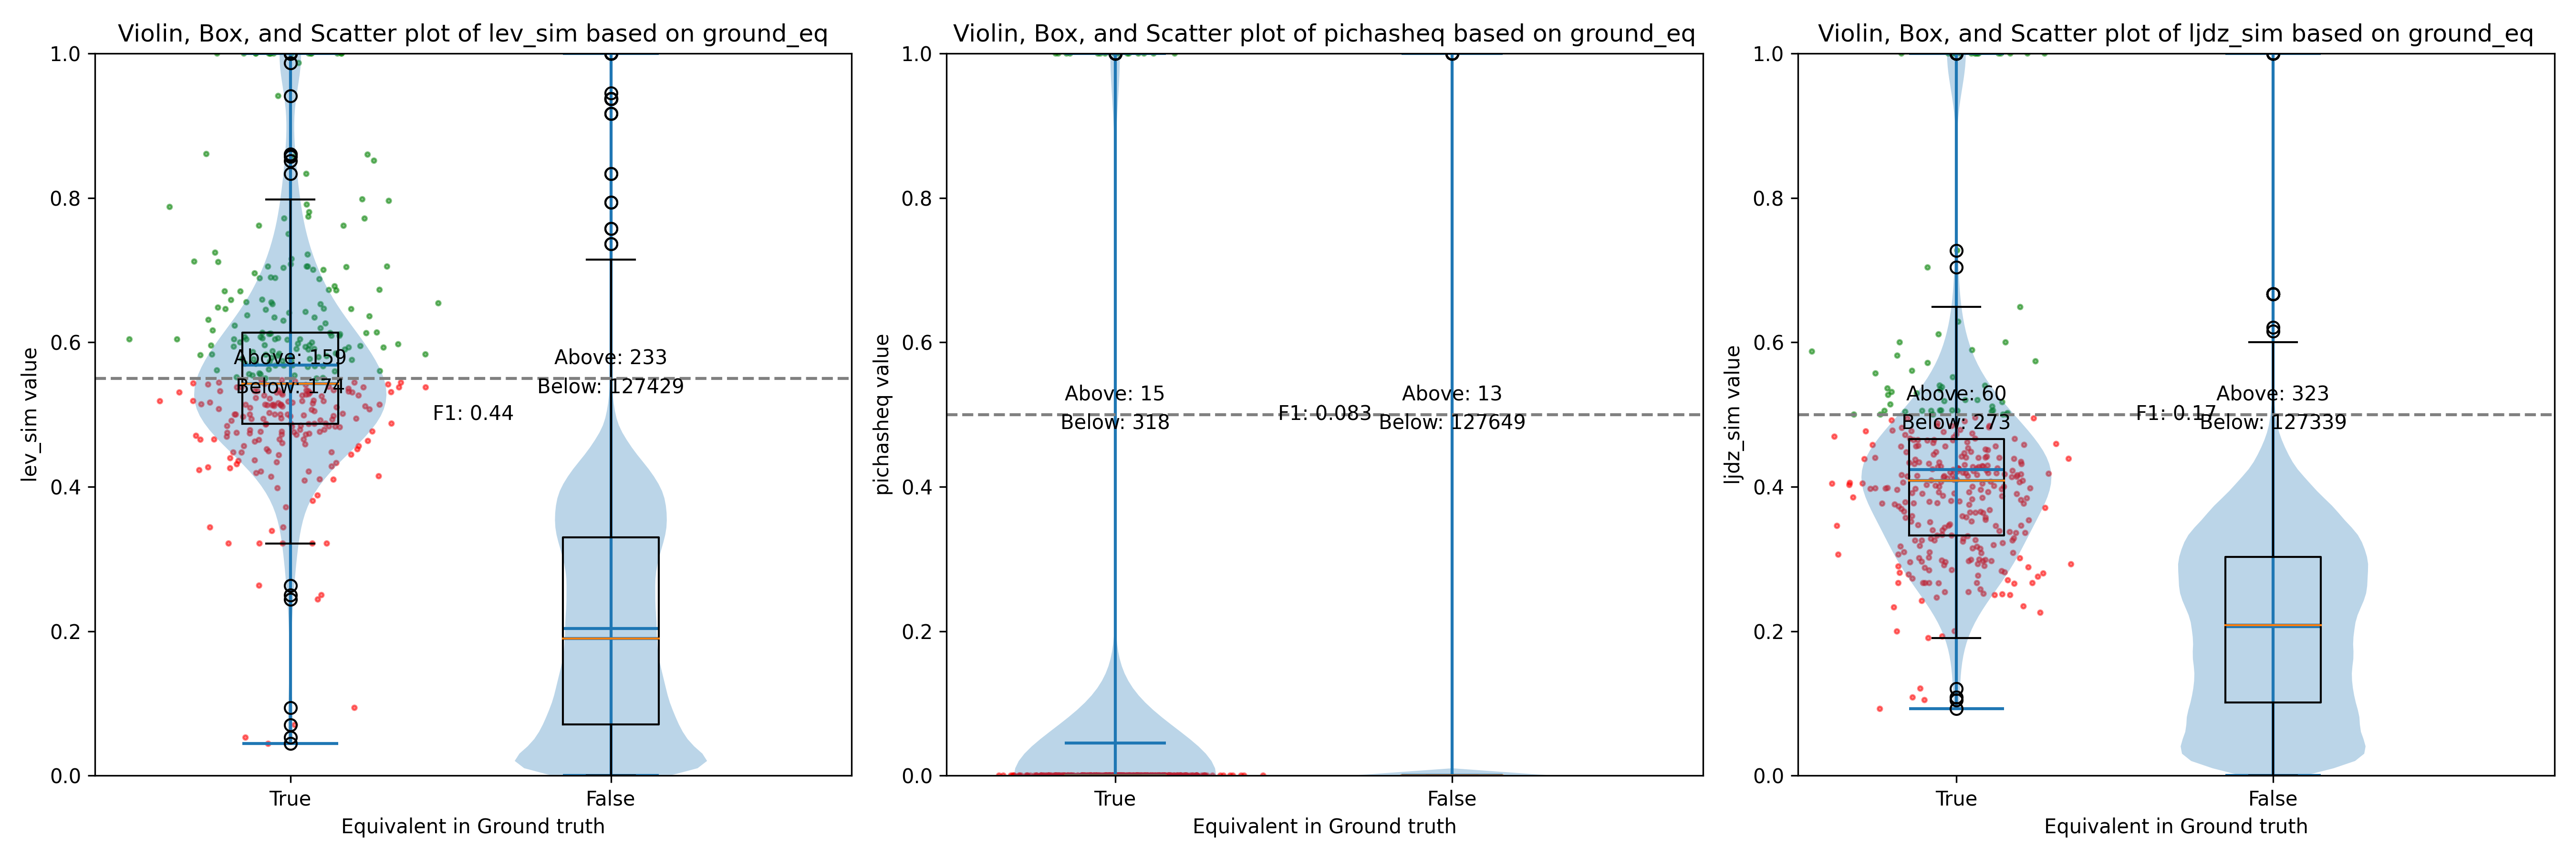 Violin, Box, and Scatter plot of lev_sim based on ground_eq
1.0
0.8
0.6
0.4
0.2
0.0
lev_sim value
Above: 159
Below: 174
F1: 0.44
Above: 233
Below: 127429
True
False
Equivalent in Ground truth
Violin, Box, and Scatter plot of pichasheq based on ground_eq
1.0
0.8
0.6
0.4
0.2
0.0
pichasheq value
Above: 15
Below: 318
F1: 0.083
Above: 13
Below: 127649
True
False
Equivalent in Ground truth
Violin, Box, and Scatter plot of ljdz_sim based on ground_eq
1.0
0.8
0.6
0.4
0.2
0.0
ljdz_sim value
Above: 60
Below: 273
F1: 0.17
Above: 323
Below: 127339
True
False
Equivalent in Ground truth